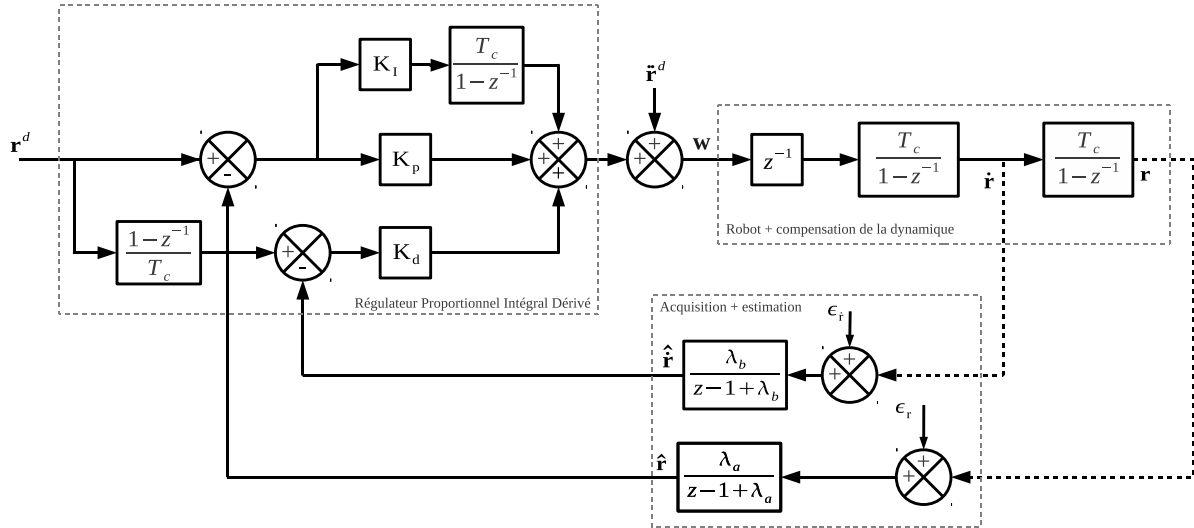 r^d
+
-
K_I
T_c
1−z^{−1}
K_p
+
+
+
r̈^d
+
+
w
z^{−1}
T_c
1−z^{−1}
ṙ
T_c
1−z^{−1}
r
Robot + compensation de la dynamique
1−z^{−1}
T_c
+
-
K_d
Régulateur Proportionnel Intégral Dérivé
Acquisition + estimation
ϵ_ṙ
+
+
λ_b
z−1+λ_b
ṙ̂
ϵ_r
+
+
λ_a
z−1+λ_a
r̂